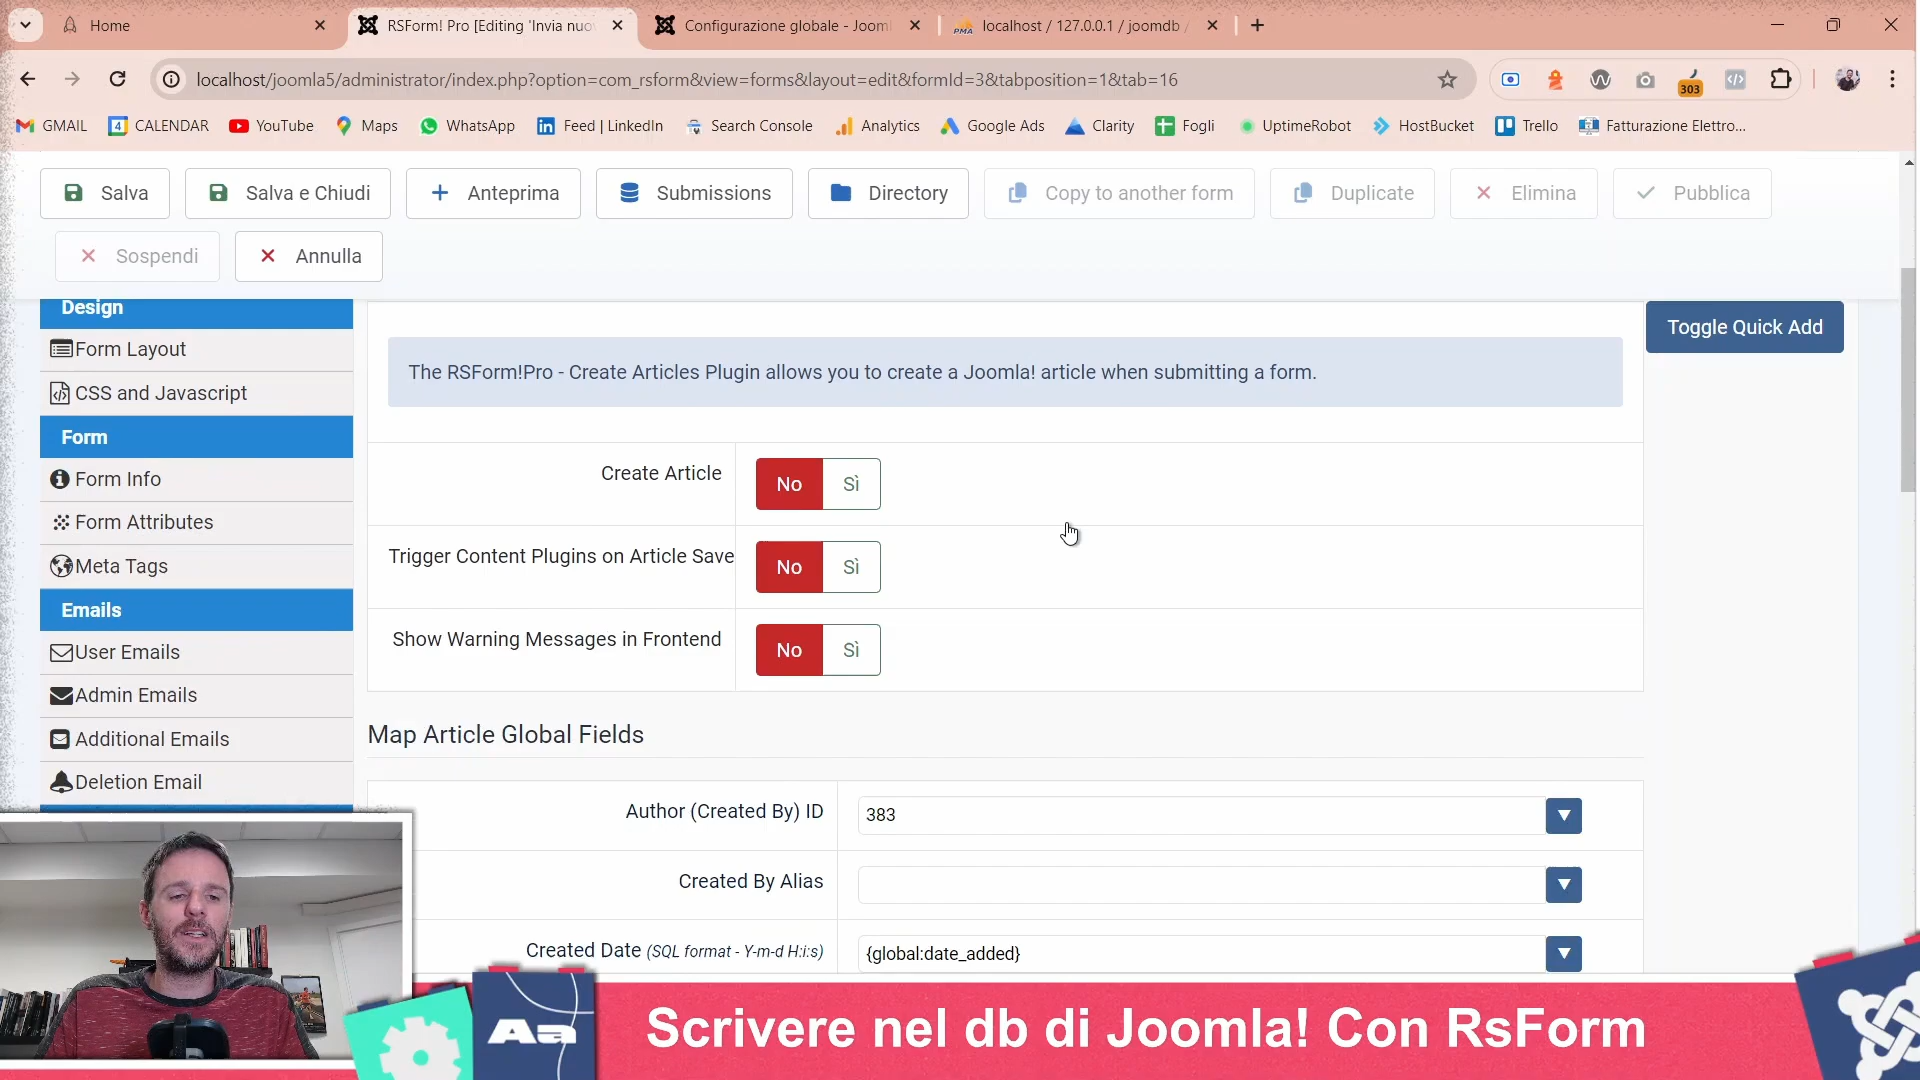 Home
RSForm! Pro [Editing 'Invia nuo
Configurazione globale - Jooml
localhost / 127.0.0.1 / joomdb /
localhost/joomla5/administrator/index.php?option=com_rsform&view=forms&layout=edit&formId=3&tabposition=1&tab=16
303
GMAIL
CALENDAR
YouTube
Maps
WhatsApp
Feed | LinkedIn
Search Console
Analytics
Google Ads
Clarity
Fogli
UptimeRobot
HostBucket
Trello
Fatturazione Elettro...
Salva
Salva e Chiudi
Anteprima
Submissions
Directory
Copy to another form
Duplicate
Elimina
Pubblica
Sospendi
Annulla
Design
Form Layout
CSS and Javascript
Form
Form Info
Form Attributes
Meta Tags
Emails
User Emails
Admin Emails
Additional Emails
Deletion Email
Toggle Quick Add
The RSForm!Pro - Create Articles Plugin allows you to create a Joomla! article when submitting a form.
Create Article
No Sì
Trigger Content Plugins on Article Save
No Sì
Show Warning Messages in Frontend
No Sì
Map Article Global Fields
Author (Created By) ID
383
Created By Alias
Created Date (SQL format - Y-m-d H:i:s)
{global:date_added}
Aa
Scrivere nel db di Joomla! Con RsForm